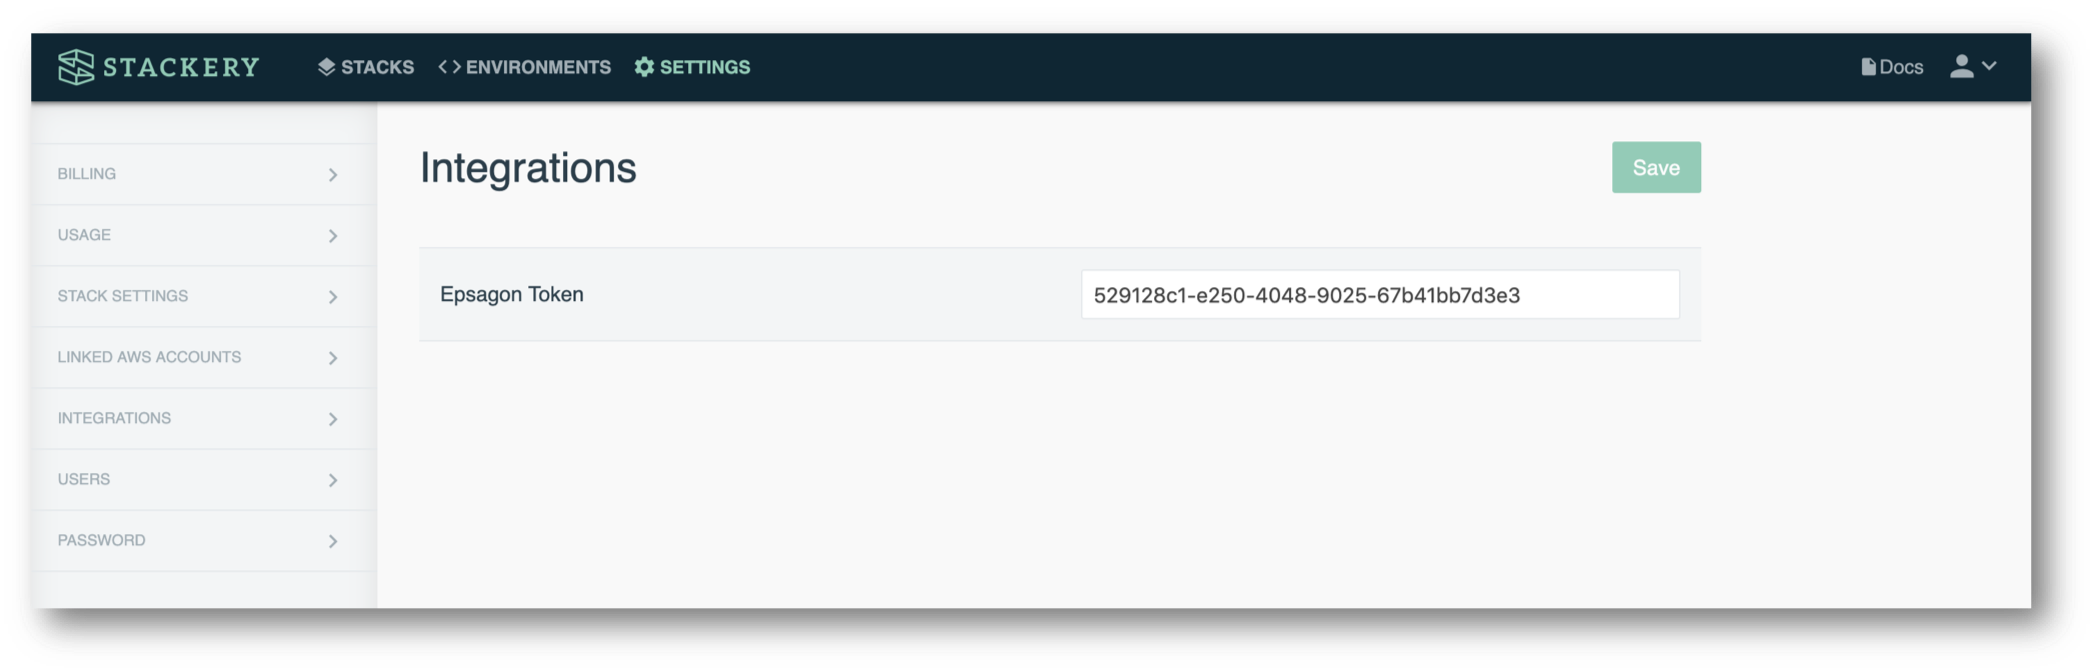 STACKERY STACKS ENVIRONMENTS SETTINGS Docs
BILLING
USAGE
STACK SETTINGS
LINKED AWS ACCOUNTS
INTEGRATIONS
USERS
PASSWORD
Integrations
Save
Epsagon Token
529128c1-e250-4048-9025-67b41bb7d3e3